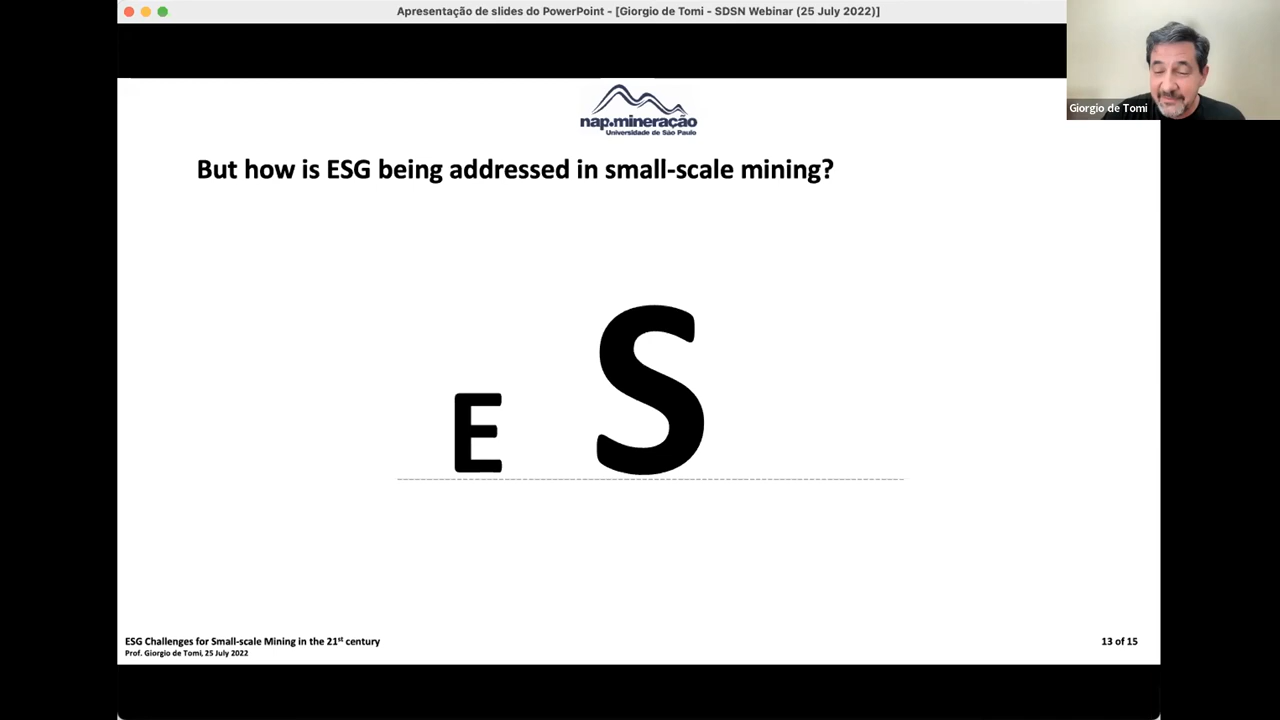 Apresentação de slides do PowerPoint - [Giorgio de Tomi - SDSN Webinar (25 July 2022)]
Giorgio de Tomi
nap.mineração
Universidade de São Paulo
But how is ESG being addressed in small-scale mining?
E S
ESG Challenges for Small-scale Mining in the 21st century
Prof. Giorgio de Tomi, 25 July 2022
13 of 15